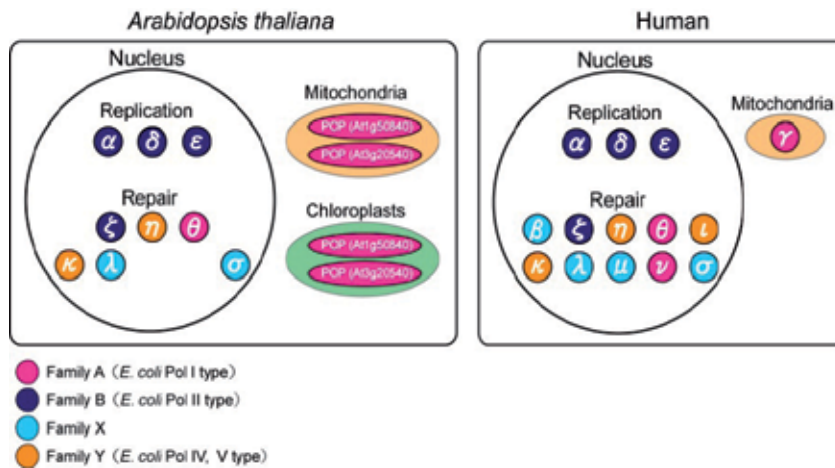 Arabidopsis thaliana
Nucleus
Replication
α δ ε
Repair
ζ η θ
κ λ σ
Mitochondria
POP (At1g50840)
POP (At3g20540)
Chloroplasts
POP (At1g50840)
POP (At3g20540)
Human
Nucleus
Replication
α δ ε
Repair
β ζ η θ ι
κ λ μ ν σ
Mitochondria
γ
Family A (E. coli Pol I type)
Family B (E. coli Pol II type)
Family X
Family Y (E. coli Pol IV, V type)